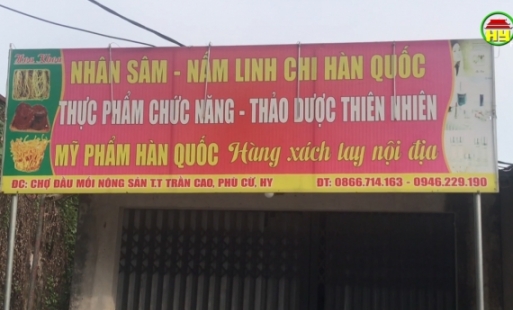 HY
NHÂN SÂM - NẤM LINH CHI HÀN QUỐC
THỰC PHẨM CHỨC NĂNG - THẢO DƯỢC THIÊN NHIÊN
MỸ PHẨM HÀN QUỐC Hàng xách tay nội địa
ĐC: CHỢ ĐẦU MỐI NÔNG SẢN T.T TRẦN CAO, PHÙ CỪ, HY ĐT: 0866.714.163 - 0946.229.190